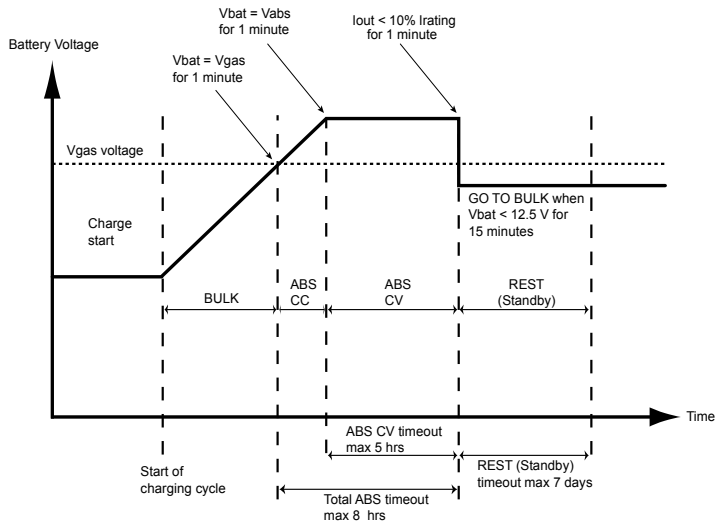 Vbat = Vabs
for 1 minute
Iout < 10% Irating
for 1 minute
Battery Voltage
Vbat = Vgas
for 1 minute
Vgas voltage
Charge
start
GO TO BULK when
Vbat < 12.5 V for
15 minutes
BULK
ABS
CC
ABS
CV
REST
(Standby)
Time
ABS CV timeout
max 5 hrs
Start of
charging cycle
REST (Standby)
timeout max 7 days
Total ABS timeout
max 8 hrs